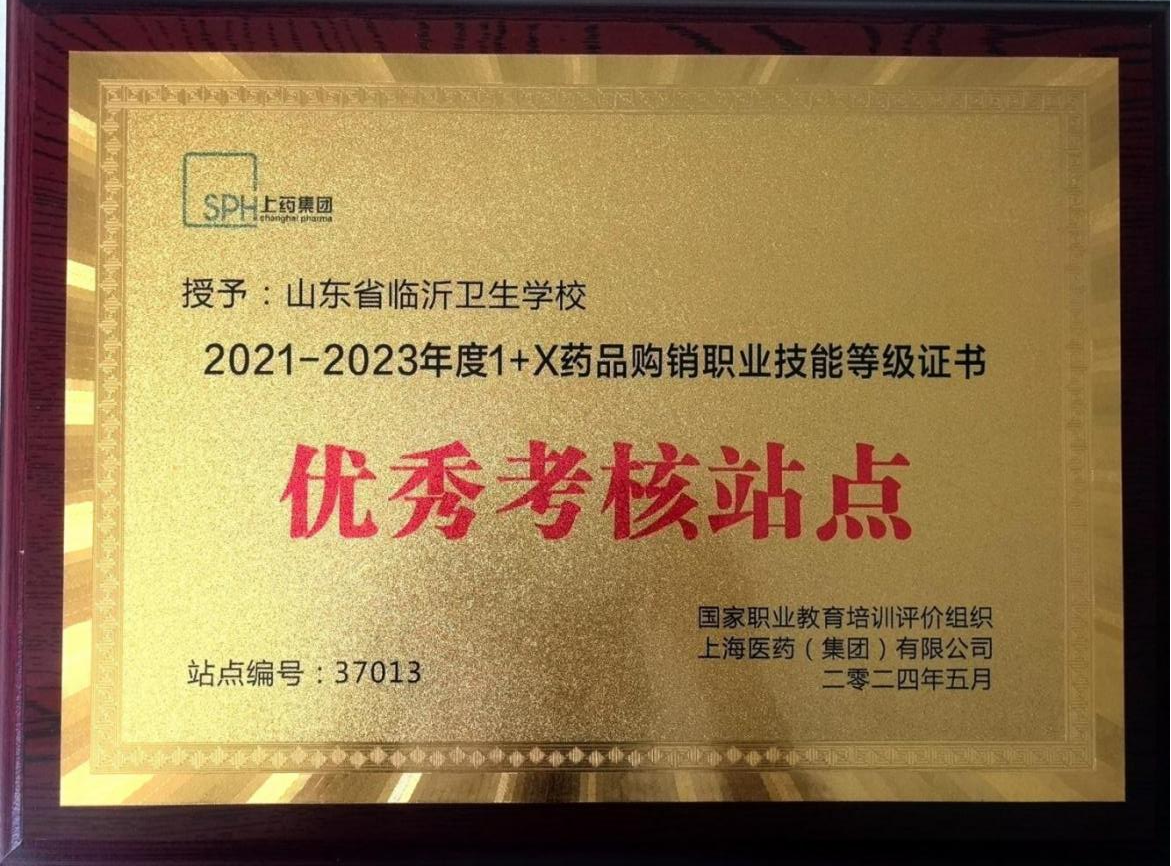 SPH 上药集团
shanghai pharma
授予：山东省临沂卫生学校
2021-2023年度1+X药品购销职业技能等级证书
优秀考核站点
国家职业教育培训评价组织
上海医药（集团）有限公司
二零二四年五月
站点编号：37013